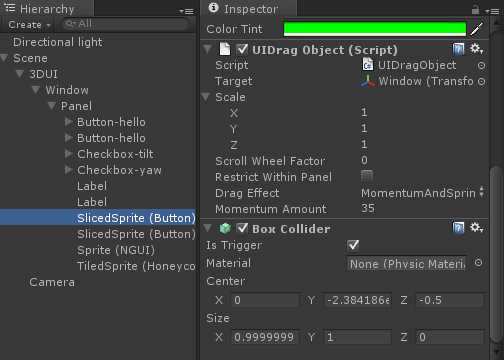 Hierarchy
Create All
Directional light
Scene
3DUI
Window
Panel
Button-hello
Button-hello
Checkbox-tilt
Checkbox-yaw
Label
Label
SlicedSprite (Button)
SlicedSprite (Button)
Sprite (NGUI)
TiledSprite (Honeyco
Camera
Inspector
Color Tint
UIDrag Object (Script)
Script UIDragObject
Target Window (Transfo
Scale
X 1
Y 1
Z 1
Scroll Wheel Factor 0
Restrict Within Panel
Drag Effect MomentumAndSprin
Momentum Amount 35
Box Collider
Is Trigger
Material None (Physic Materi
Center
X 0 Y -2.384186e Z -0.5
Size
X 0.9999999 Y 1 Z 0